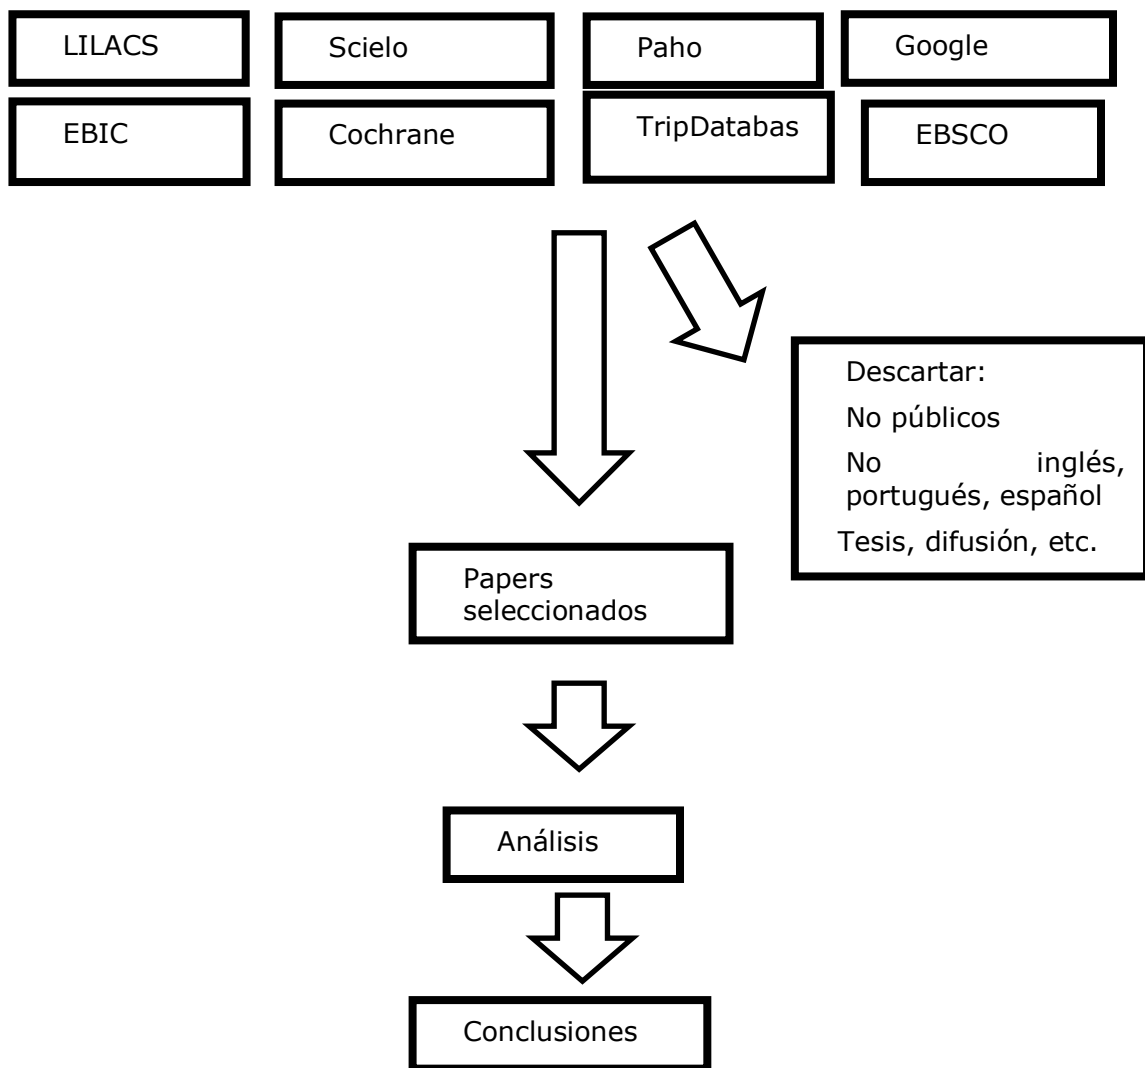 LILACS
Scielo
Paho
Google
EBIC
Cochrane
TripDatabas
EBSCO
Descartar:
No públicos
No inglés,
portugués, español
Tesis, difusión, etc.
Papers
seleccionados
Análisis
Conclusiones